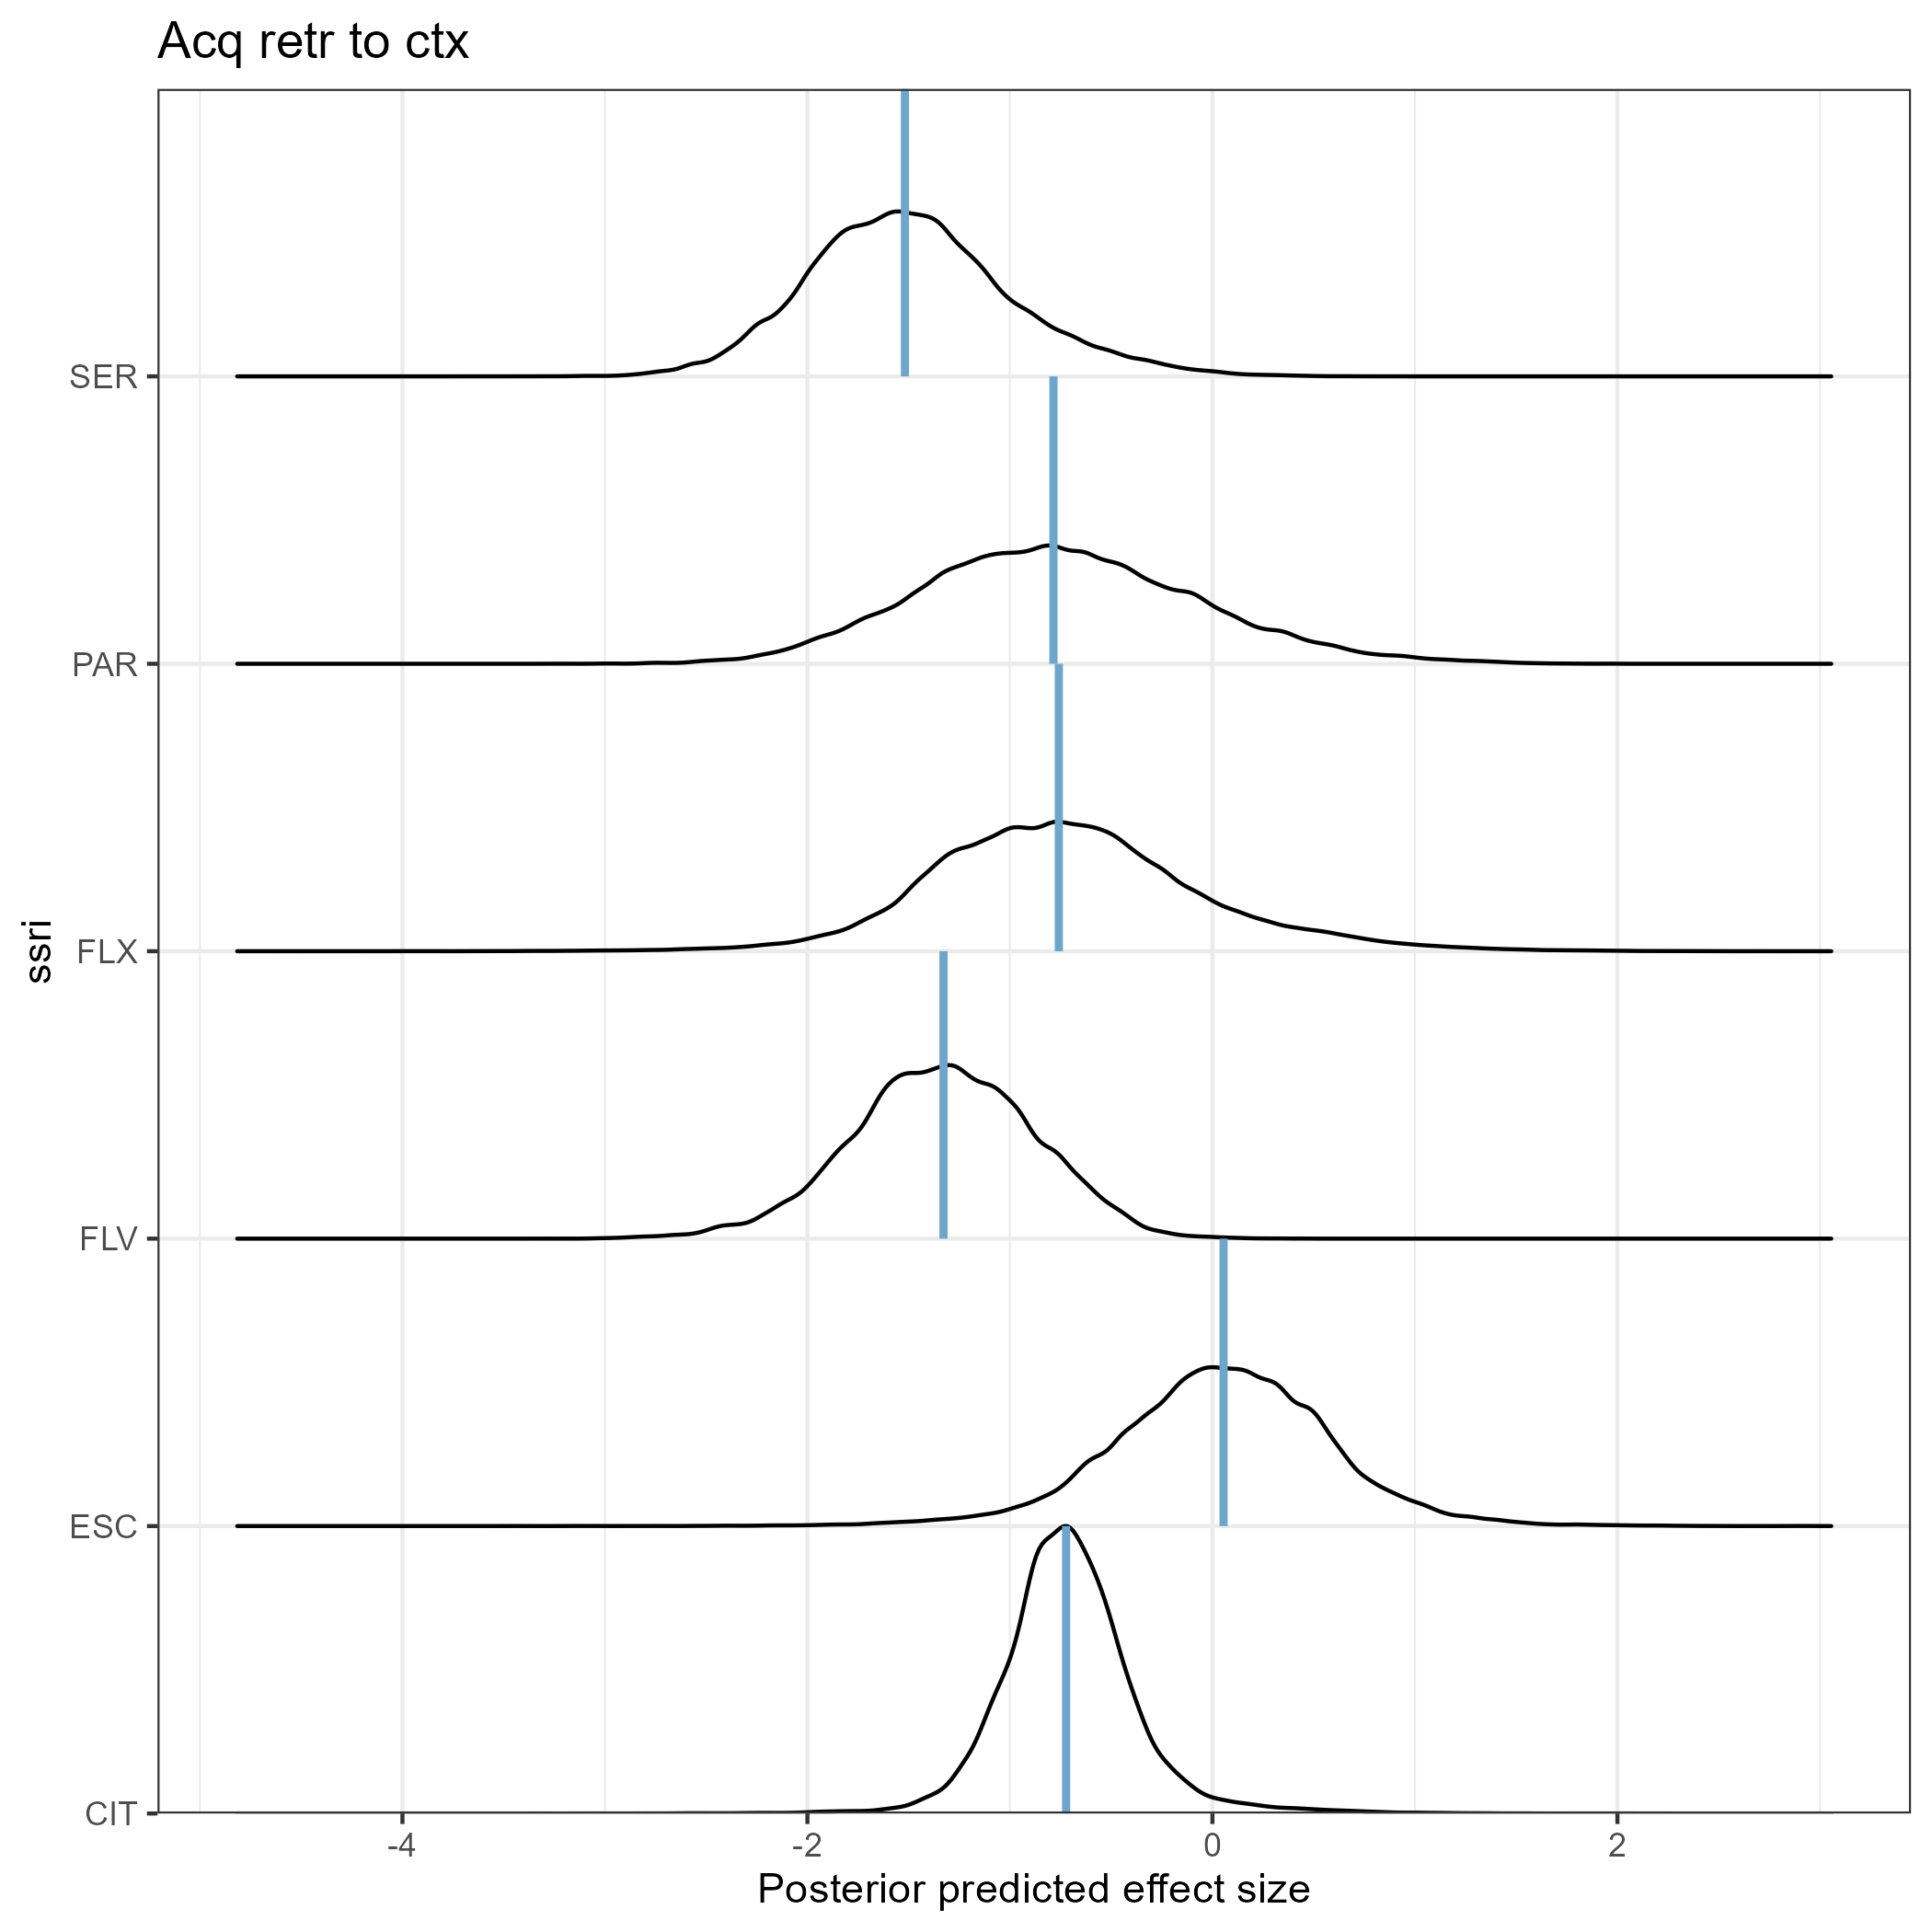 Acq retr to ctx
SER
PAR
FLX
FLV
ESC
CIT
ssri
-4
-2
0
2
Posterior predicted effect size